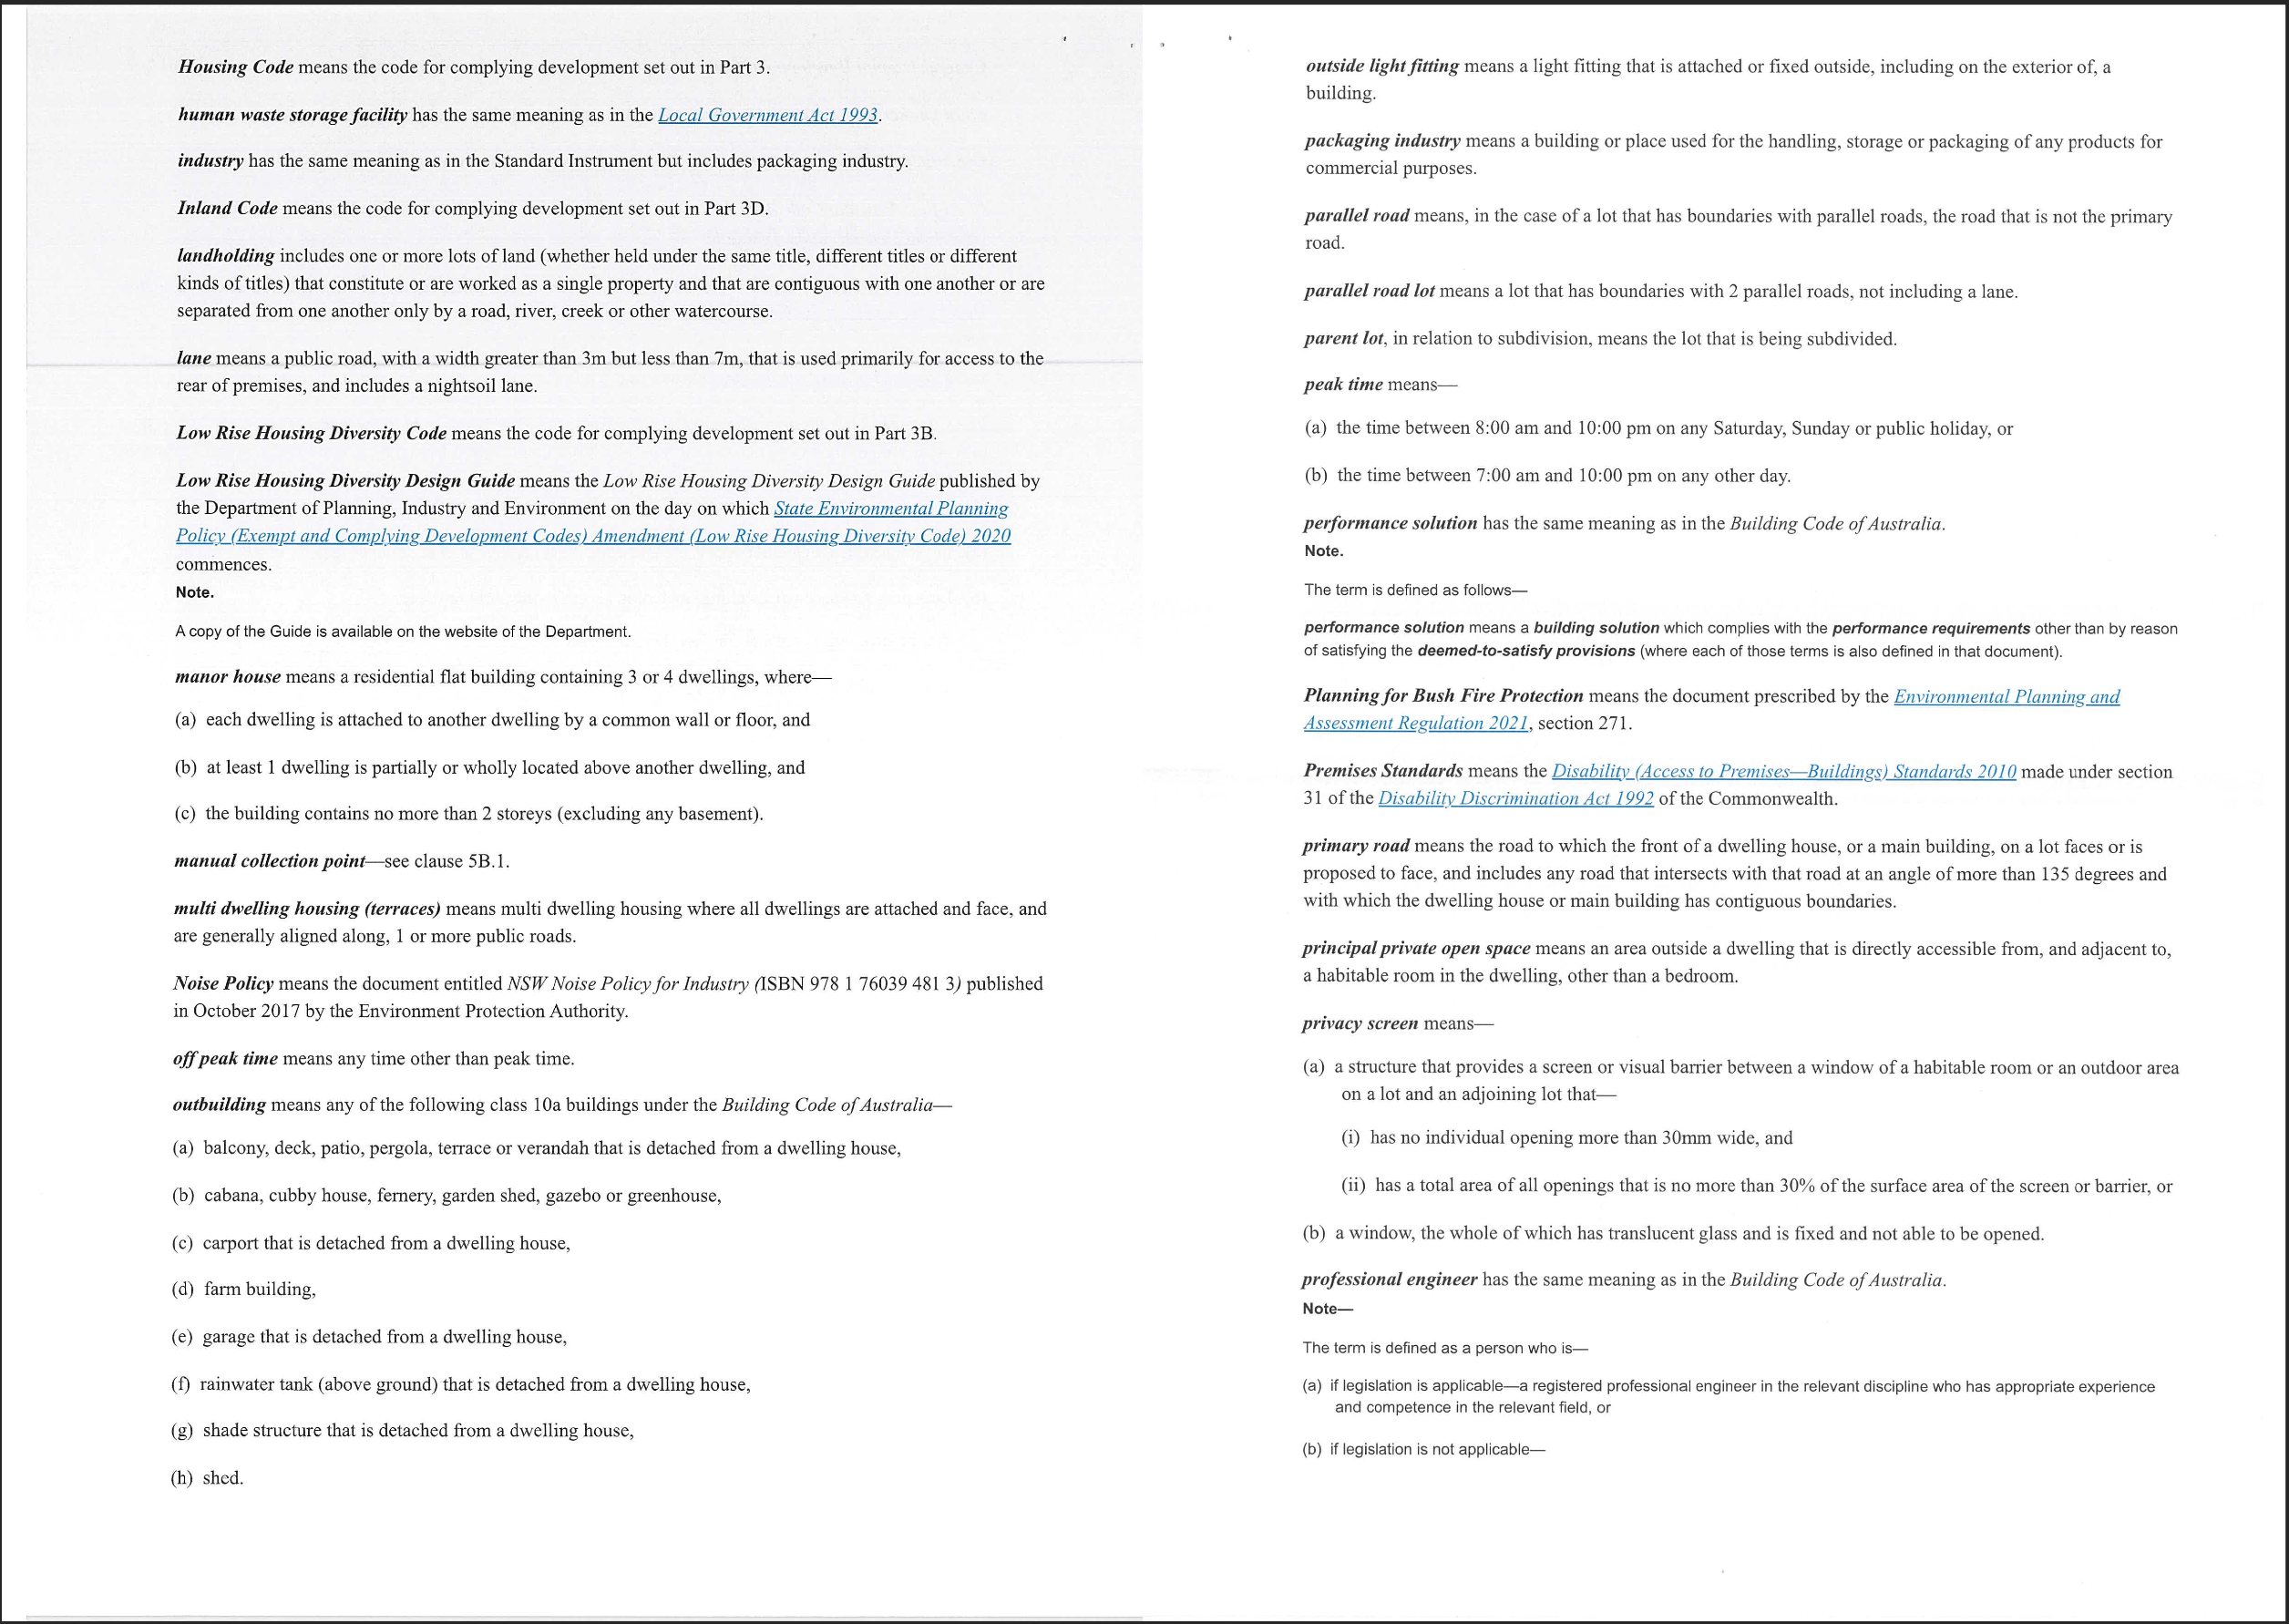 Housing Code means the code for complying development set out in Part 3.
human waste storage facility has the same meaning as in the Local Government Act 1993.
industry has the same meaning as in the Standard Instrument but includes packaging industry.
Inland Code means the code for complying development set out in Part 3D.
landholding includes one or more lots of land (whether held under the same title, different titles or different
kinds of titles) that constitute or are worked as a single property and that are contiguous with one another or are
separated from one another only by a road, river, creek or other watercourse.
lane means a public road, with a width greater than 3m but less than 7m, that is used primarily for access to the
rear of premises, and includes a nightsoil lane.
Low Rise Housing Diversity Code means the code for complying development set out in Part 3B.
Low Rise Housing Diversity Design Guide means the Low Rise Housing Diversity Design Guide published by
the Department of Planning, Industry and Environment on the day on which State Environmental Planning
Policy (Exempt and Complying Development Codes) Amendment (Low Rise Housing Diversity Code) 2020
commences.
Note.
A copy of the Guide is available on the website of the Department.
manor house means a residential flat building containing 3 or 4 dwellings, where—
(a) each dwelling is attached to another dwelling by a common wall or floor, and
(b) at least 1 dwelling is partially or wholly located above another dwelling, and
(c) the building contains no more than 2 storeys (excluding any basement).
manual collection point—see clause 5B.1.
multi dwelling housing (terraces) means multi dwelling housing where all dwellings are attached and face, and
are generally aligned along, 1 or more public roads.
Noise Policy means the document entitled NSW Noise Policy for Industry (ISBN 978 1 76039 481 3) published
in October 2017 by the Environment Protection Authority.
off peak time means any time other than peak time.
outbuilding means any of the following class 10a buildings under the Building Code of Australia—
(a) balcony, deck, patio, pergola, terrace or verandah that is detached from a dwelling house,
(b) cabana, cubby house, fernery, garden shed, gazebo or greenhouse,
(c) carport that is detached from a dwelling house,
(d) farm building,
(e) garage that is detached from a dwelling house,
(f) rainwater tank (above ground) that is detached from a dwelling house,
(g) shade structure that is detached from a dwelling house,
(h) shed.
outside light fitting means a light fitting that is attached or fixed outside, including on the exterior of, a
building.
packaging industry means a building or place used for the handling, storage or packaging of any products for
commercial purposes.
parallel road means, in the case of a lot that has boundaries with parallel roads, the road that is not the primary
road.
parallel road lot means a lot that has boundaries with 2 parallel roads, not including a lane.
parent lot, in relation to subdivision, means the lot that is being subdivided.
peak time means—
(a) the time between 8:00 am and 10:00 pm on any Saturday, Sunday or public holiday, or
(b) the time between 7:00 am and 10:00 pm on any other day.
performance solution has the same meaning as in the Building Code of Australia.
Note.
The term is defined as follows—
performance solution means a building solution which complies with the performance requirements other than by reason
of satisfying the deemed-to-satisfy provisions (where each of those terms is also defined in that document).
Planning for Bush Fire Protection means the document prescribed by the Environmental Planning and
Assessment Regulation 2021, section 271.
Premises Standards means the Disability (Access to Premises—Buildings) Standards 2010 made under section
31 of the Disability Discrimination Act 1992 of the Commonwealth.
primary road means the road to which the front of a dwelling house, or a main building, on a lot faces or is
proposed to face, and includes any road that intersects with that road at an angle of more than 135 degrees and
with which the dwelling house or main building has contiguous boundaries.
principal private open space means an area outside a dwelling that is directly accessible from, and adjacent to,
a habitable room in the dwelling, other than a bedroom.
privacy screen means—
(a) a structure that provides a screen or visual barrier between a window of a habitable room or an outdoor area
on a lot and an adjoining lot that—
(i) has no individual opening more than 30mm wide, and
(ii) has a total area of all openings that is no more than 30% of the surface area of the screen or barrier, or
(b) a window, the whole of which has translucent glass and is fixed and not able to be opened.
professional engineer has the same meaning as in the Building Code of Australia.
Note—
The term is defined as a person who is—
(a) if legislation is applicable—a registered professional engineer in the relevant discipline who has appropriate experience
and competence in the relevant field, or
(b) if legislation is not applicable—